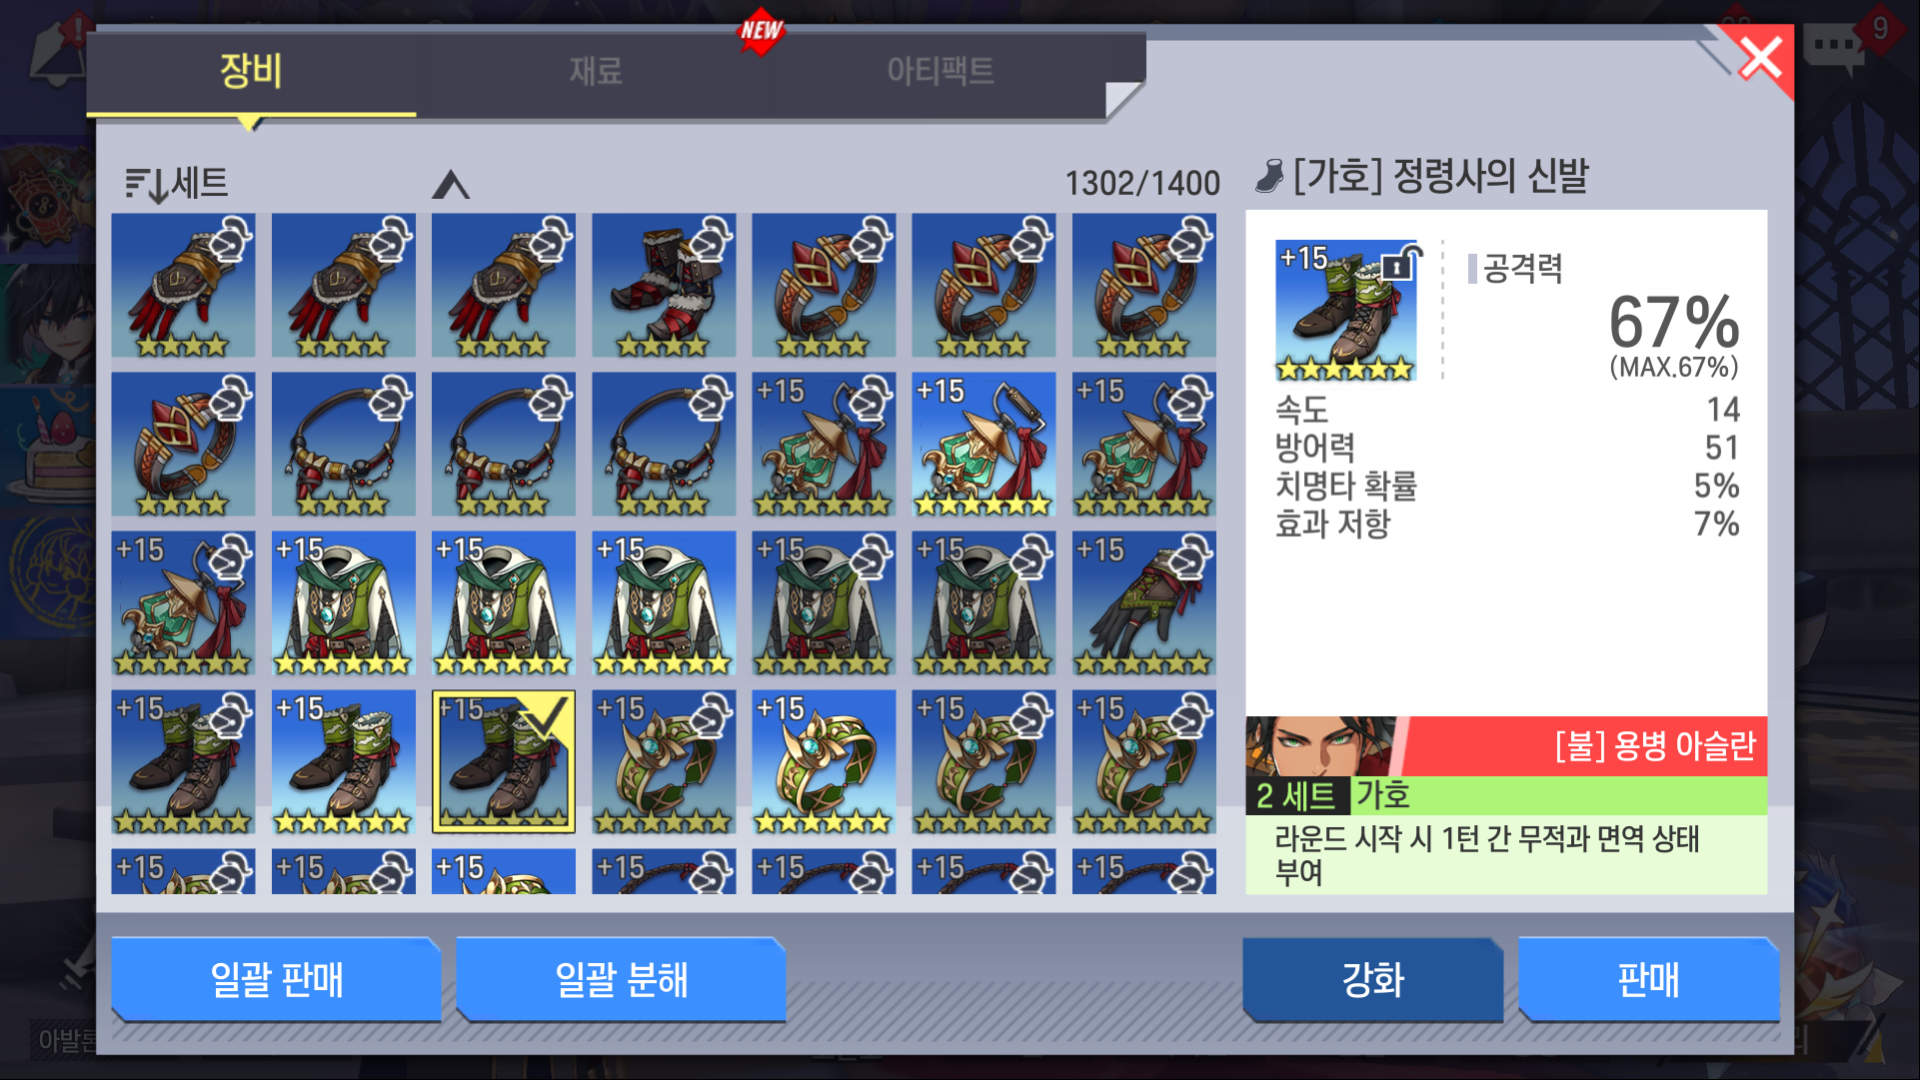 NEW
9
장비
재료
아티팩트
세트
1302/1400
[가호] 정령사의 신발
+15
공격력
67%
(MAX.67%)
속도 14
방어력 51
치명타 확률 5%
효과 저항 7%
+15 +15 +15
+15 +15 +15 +15 +15 +15 +15
+15 +15 +15 +15 +15 +15 +15
+15 +15 +15 +15 +15 +15 +15
[불] 용병 아슬란
2 세트 가호
라운드 시작 시 1턴 간 무적과 면역 상태
부여
일괄 판매
일괄 분해
강화
판매
아발론